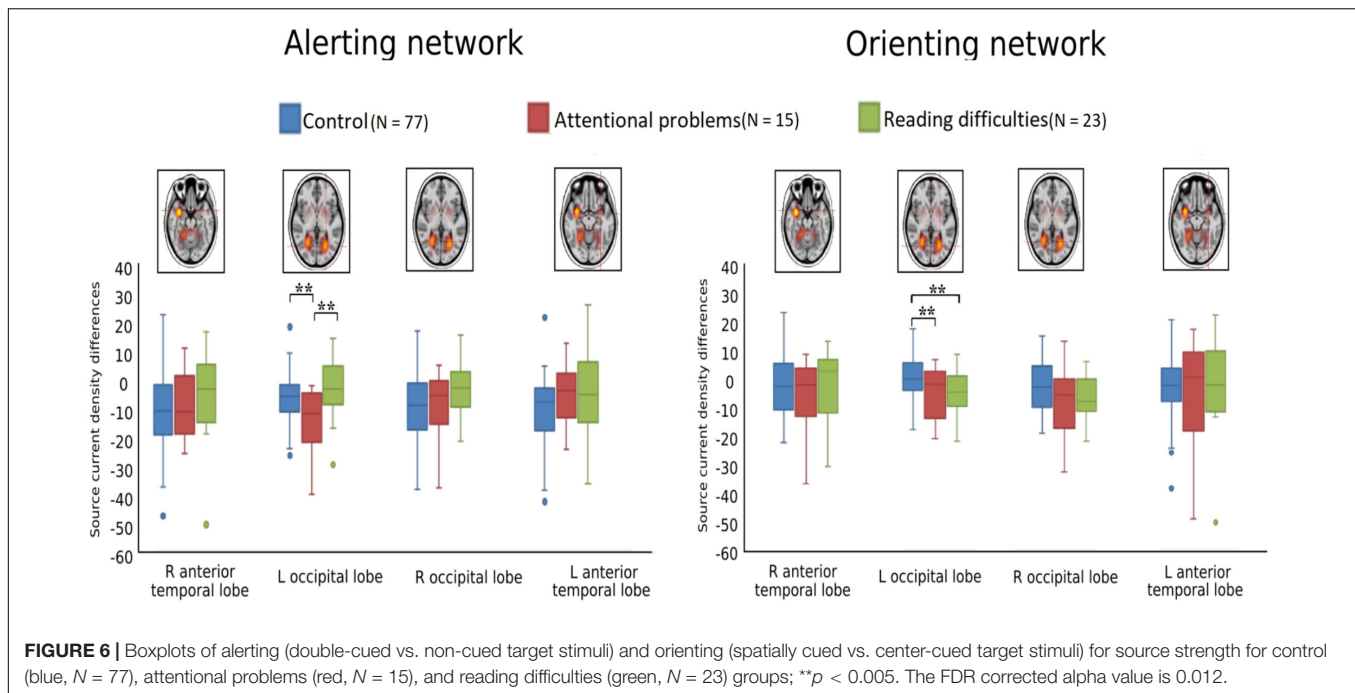 Alerting network
Orienting network
Control (N = 77)
Attentional problems(N = 15)
Reading difficulties(N = 23)
Source current density differences
40
30
20
10
0
-10
-20
-30
-40
-50
-60
**
**
R anterior
temporal lobe
L occipital lobe
R occipital lobe
L anterior
temporal lobe
Source current density differences
40
30
20
10
0
-10
-20
-30
-40
-50
-60
**
**
R anterior
temporal lobe
L occipital lobe
R occipital lobe
L anterior
temporal lobe
FIGURE 6 | Boxplots of alerting (double-cued vs. non-cued target stimuli) and orienting (spatially cued vs. center-cued target stimuli) for source strength for control
(blue, N = 77), attentional problems (red, N = 15), and reading difficulties (green, N = 23) groups; **p < 0.005. The FDR corrected alpha value is 0.012.